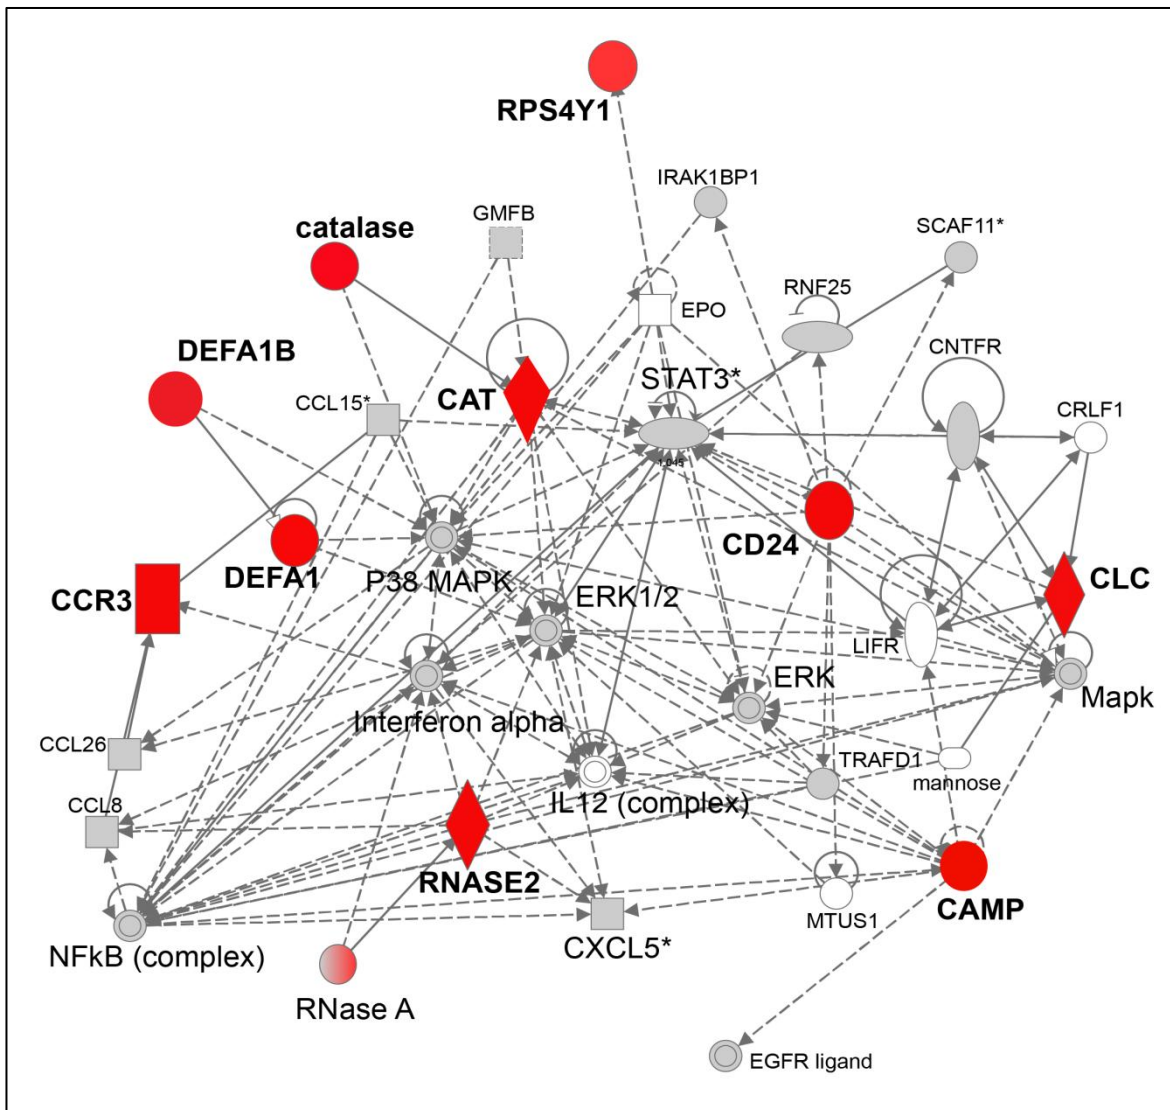 RPS4Y1
IRAK1BP1
GMFB
catalase
SCAF11*
RNF25
EPO
DEFA1B
CNTFR
STAT3*
CCL15*
CAT
CRLF1
1.045
CD24
P38 MAPK
DEFA1
CCR3
ERK1/2
CLC
LIFR
ERK
Mapk
Interferon alpha
CCL26
TRAFD1
mannose
CCL8
IL12 (complex)
RNASE2
CAMP
MTUS1
CXCL5*
NFkB (complex)
RNase A
EGFR ligand